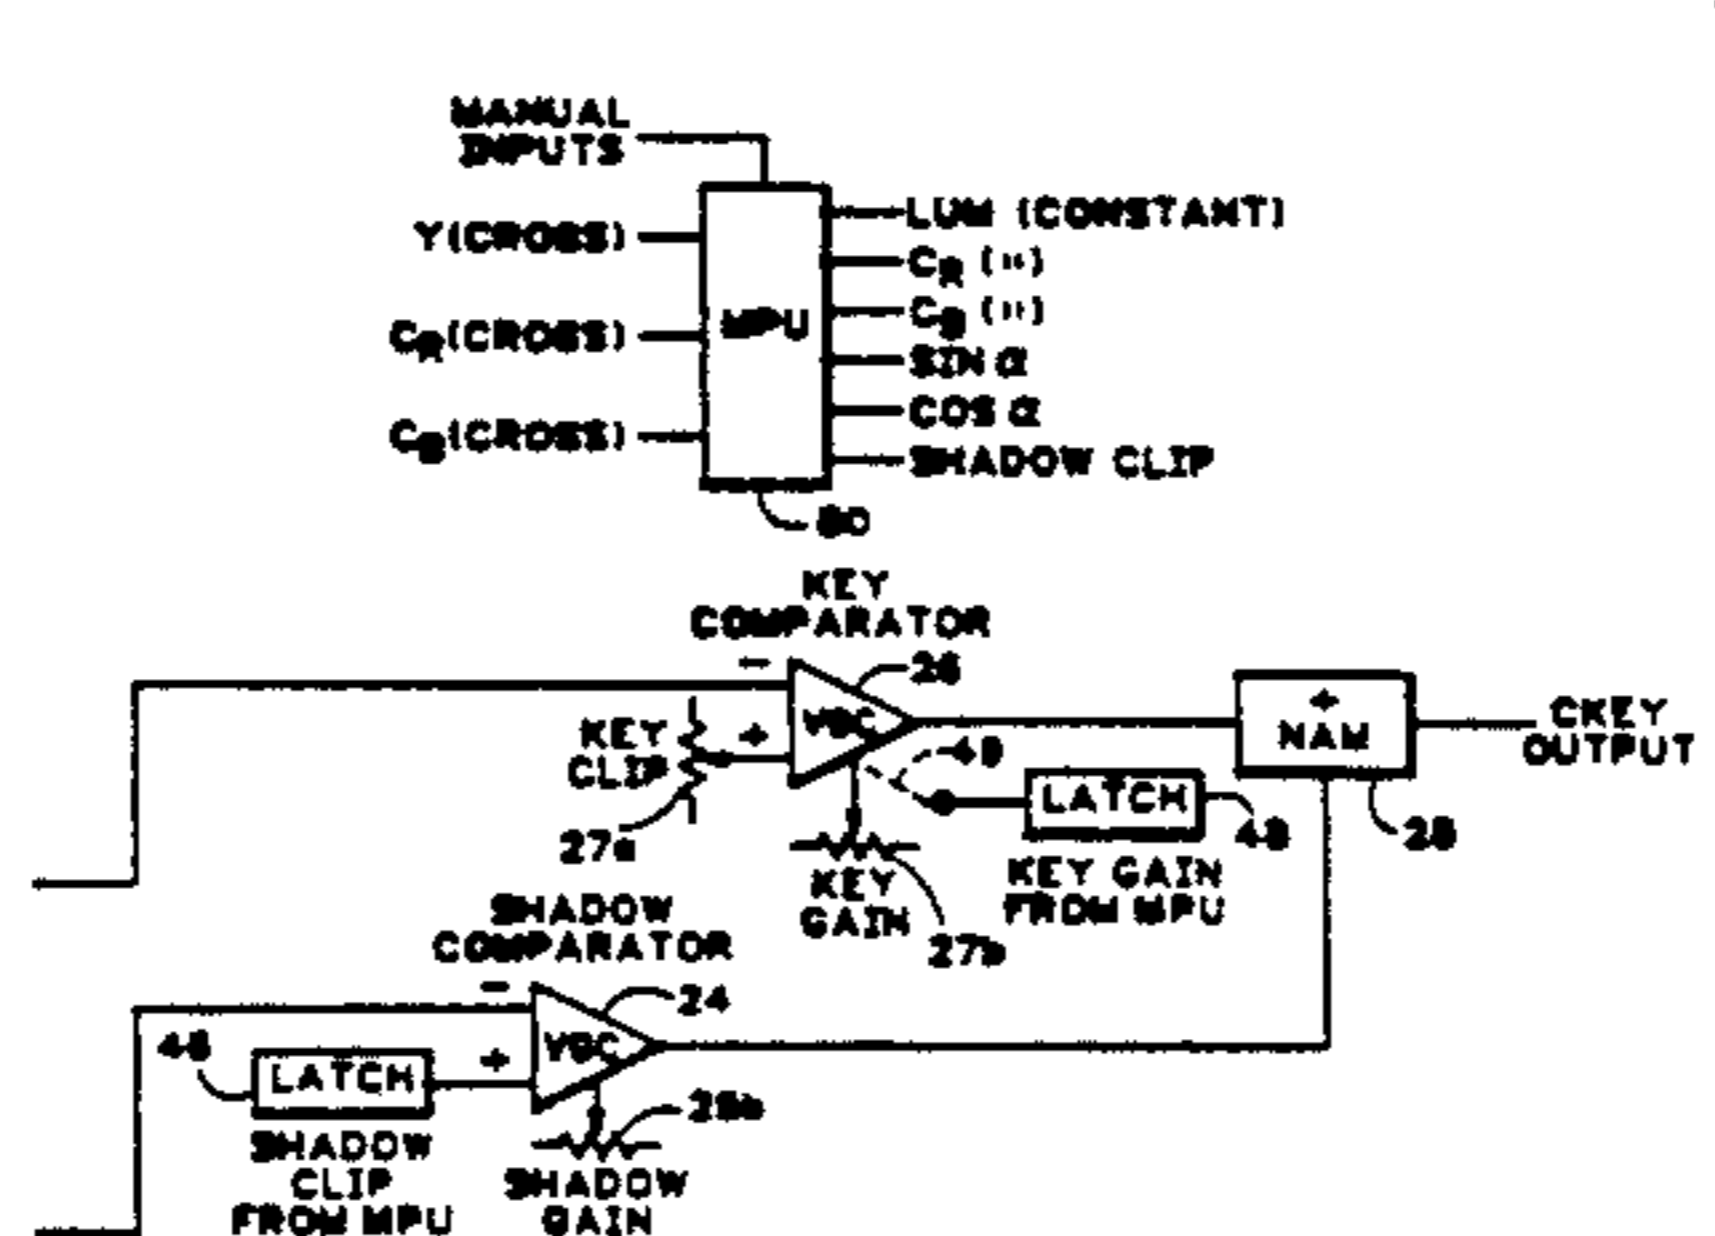 MANUAL
INPUTS
Y(CROSS)
CR(CROSS)
CB(CROSS)
MPU
LUM (CONSTANT)
CR (")
CB (")
SIN α
COS α
SHADOW CLIP
80
KEY
COMPARATOR
-
26
VGC
+
KEY
CLIP
27a
49
LATCH
48
KEY GAIN
FROM MPU
KEY
GAIN
27b
+
NAM
28
CKEY
OUTPUT
SHADOW
COMPARATOR
-
24
VGC
+
LATCH
SHADOW
CLIP
FROM MPU
25b
SHADOW
GAIN